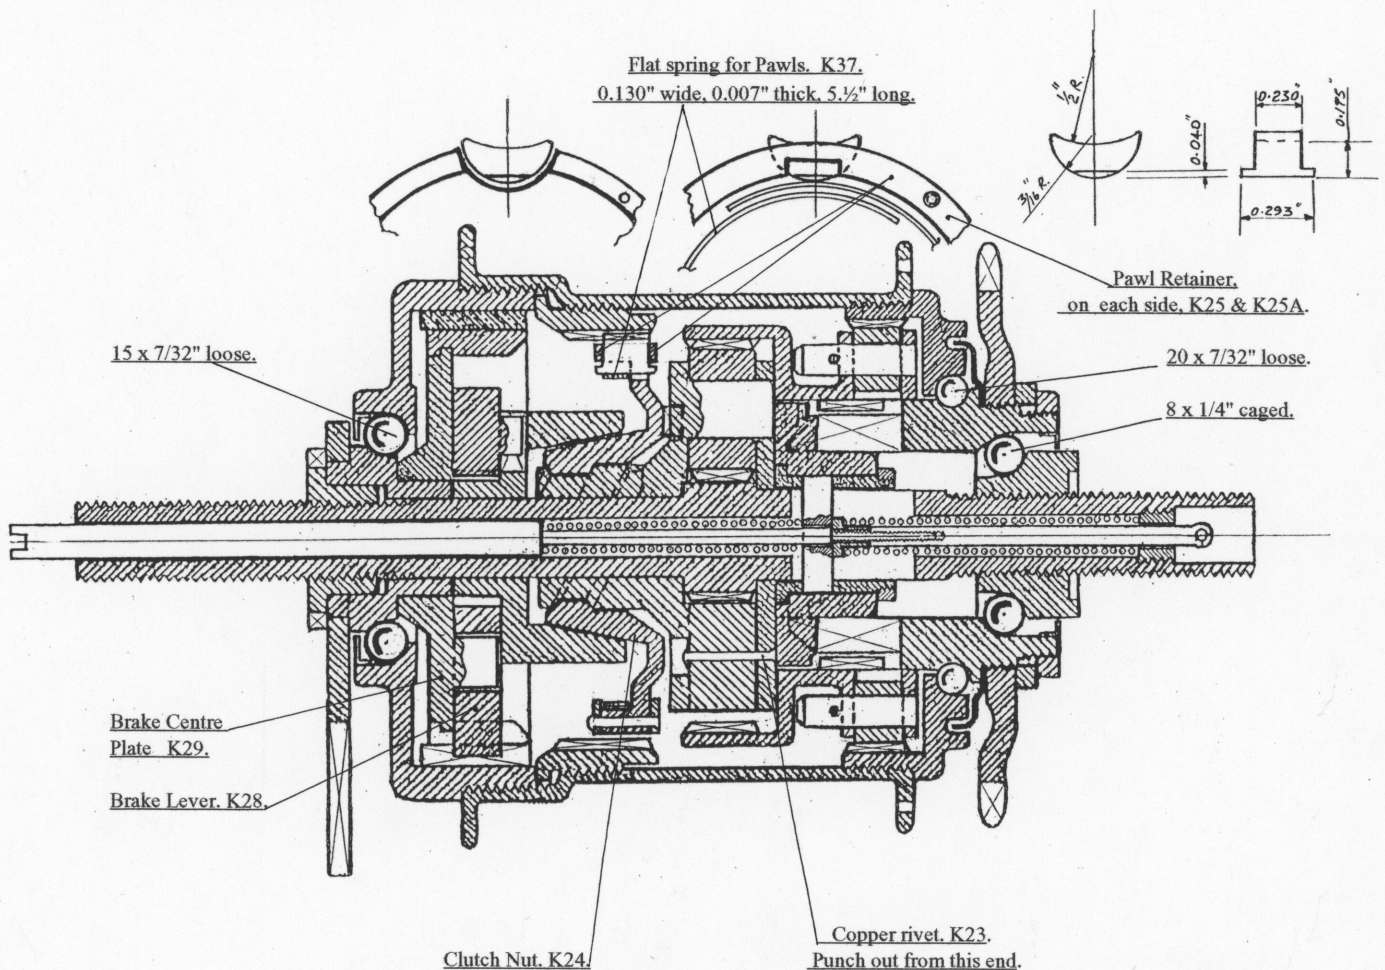 Flat spring for Pawls. K37.
0.130" wide, 0.007" thick, 5.½" long.
1/2" R.
3/16" R.
0.040"
0.230"
0.175"
0.293"
Pawl Retainer,
on each side, K25 & K25A.
15 x 7/32" loose.
20 x 7/32" loose.
8 x 1/4" caged.
Brake Centre
Plate K29.
Brake Lever. K28.
Clutch Nut. K24.
Copper rivet. K23.
Punch out from this end.